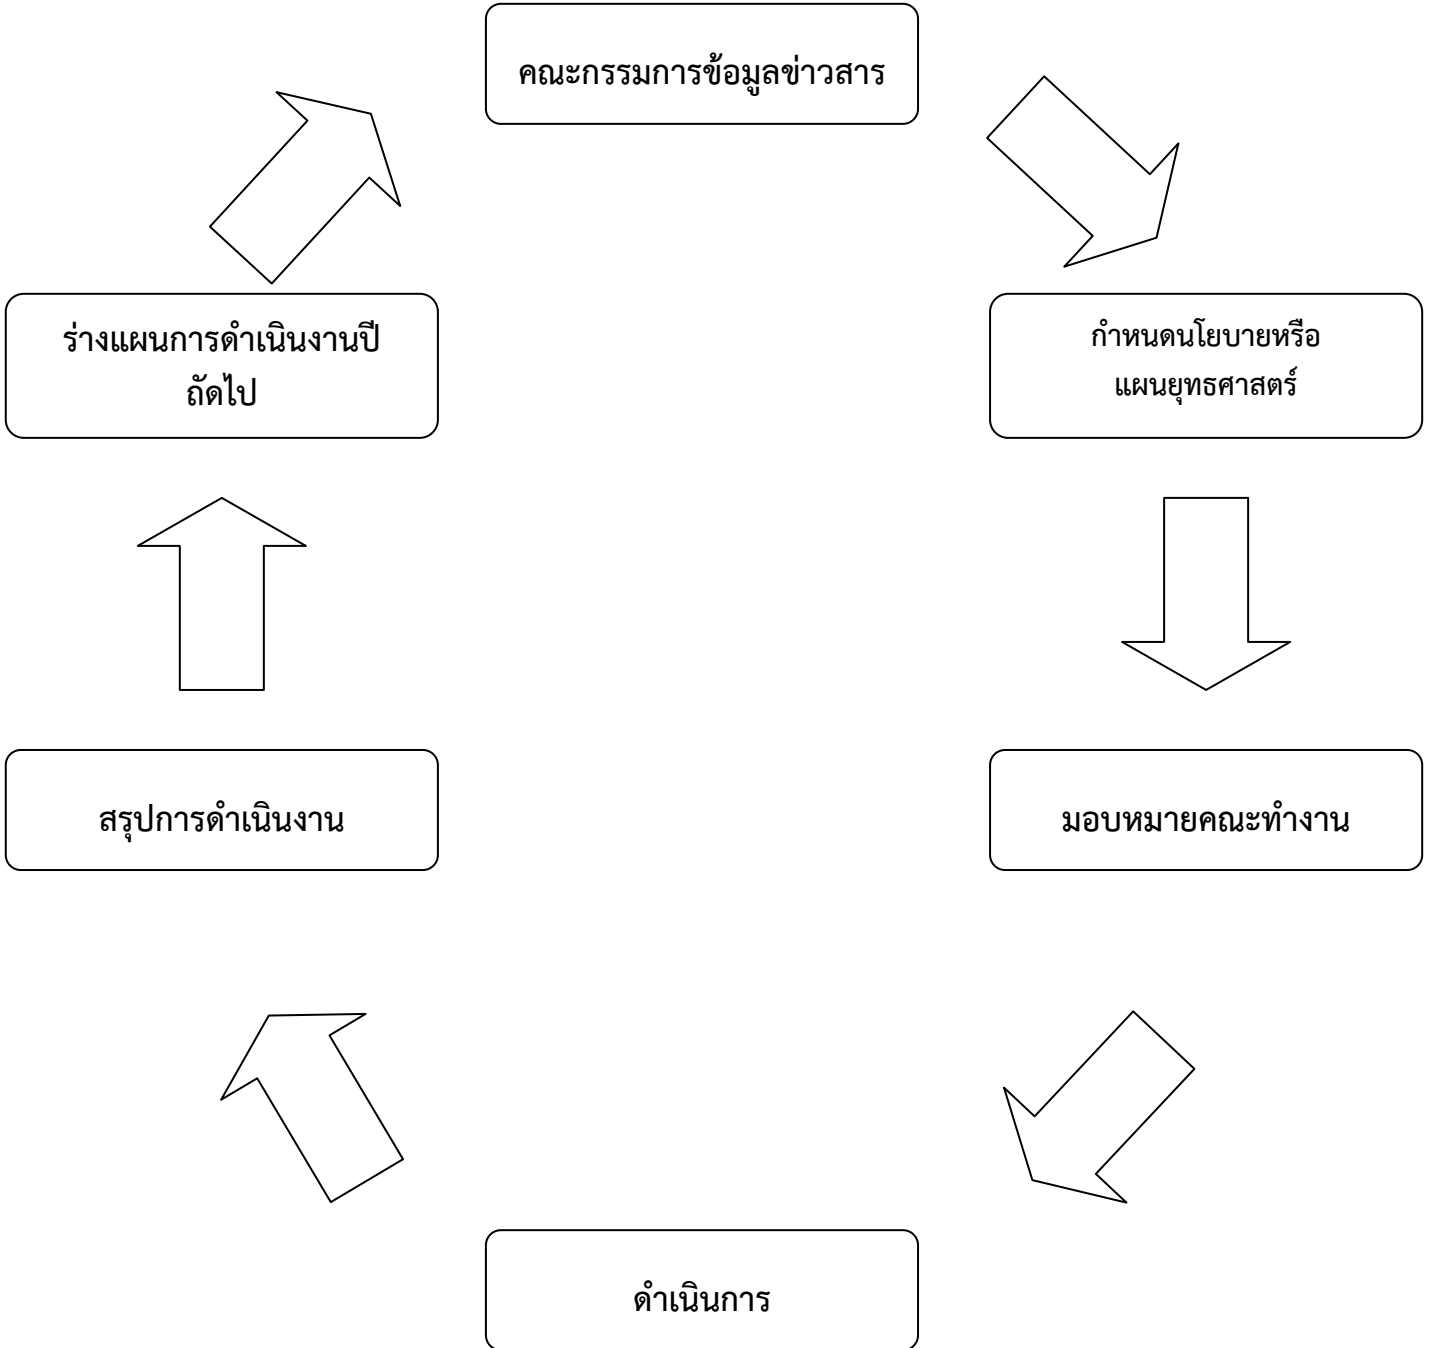 คณะกรรมการข้อมูลข่าวสาร
ร่างแผนการดำเนินงานปี
ถัดไป
กำหนดนโยบายหรือ
แผนยุทธศาสตร์
สรุปการดำเนินงาน
มอบหมายคณะทำงาน
ดำเนินการ